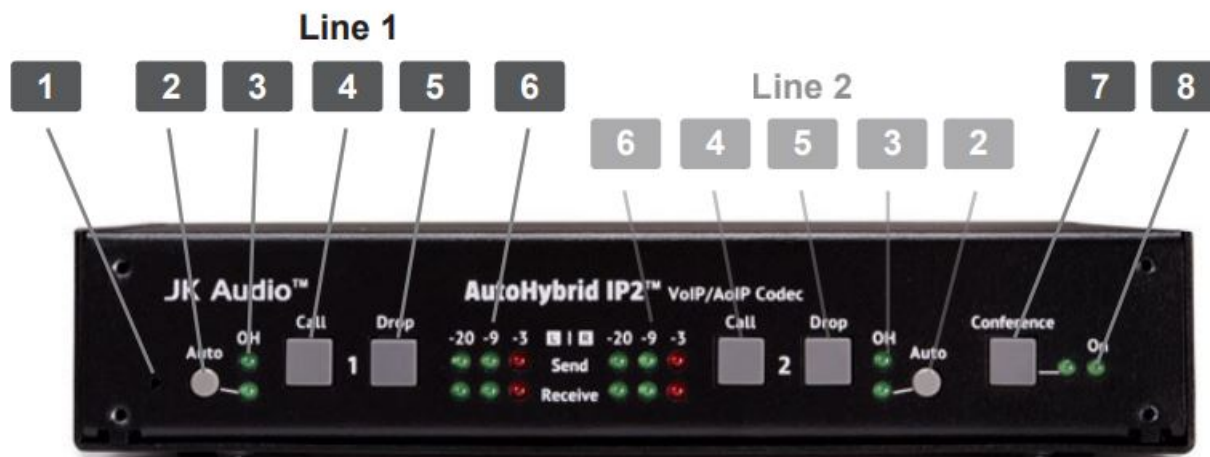 Line 1
1 2 3 4 5 6
Line 2
7 8
6 4 5 3 2
JK Audio™
AutoHybrid IP2™ VoIP/AoIP Codec
Call Drop
Auto OH
1
-20 -9 -3 L R -20 -9 -3
Send
Receive
Call Drop
2
OH Auto
Conference
On